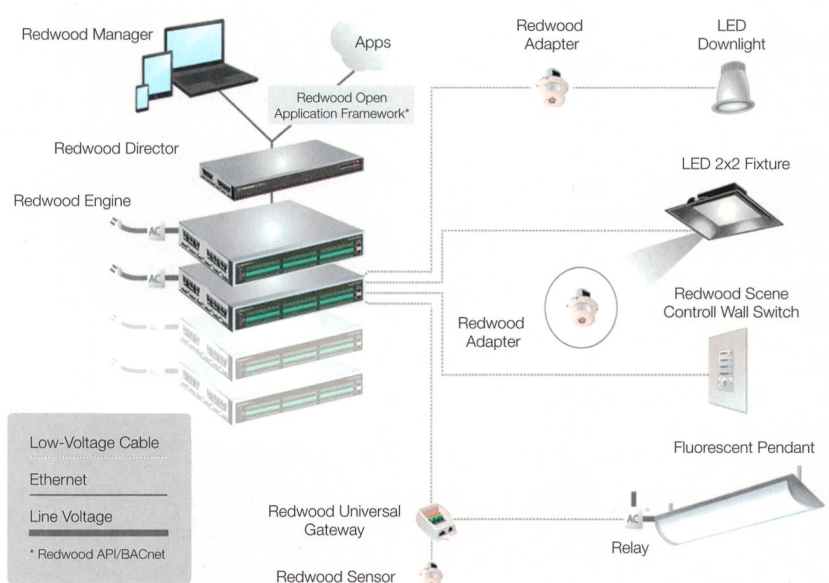 Redwood Manager
Apps
Redwood Open
Application Framework*
Redwood Director
Redwood Engine
AC
AC
Redwood
Adapter
LED
Downlight
LED 2x2 Fixture
Redwood
Adapter
Redwood Scene
Controll Wall Switch
Fluorescent Pendant
Redwood Universal
Gateway
AC
Relay
Redwood Sensor
Low-Voltage Cable
Ethernet
Line Voltage
* Redwood API/BACnet